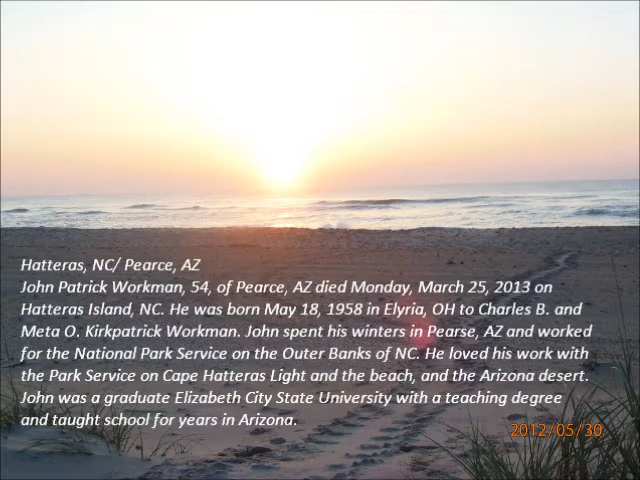 Hatteras, NC/ Pearce, AZ
John Patrick Workman, 54, of Pearce, AZ died Monday, March 25, 2013 on
Hatteras Island, NC. He was born May 18, 1958 in Elyria, OH to Charles B. and
Meta O. Kirkpatrick Workman. John spent his winters in Pearse, AZ and worked
for the National Park Service on the Outer Banks of NC. He loved his work with
the Park Service on Cape Hatteras Light and the beach, and the Arizona desert.
John was a graduate Elizabeth City State University with a teaching degree
and taught school for years in Arizona.
2012/05/30